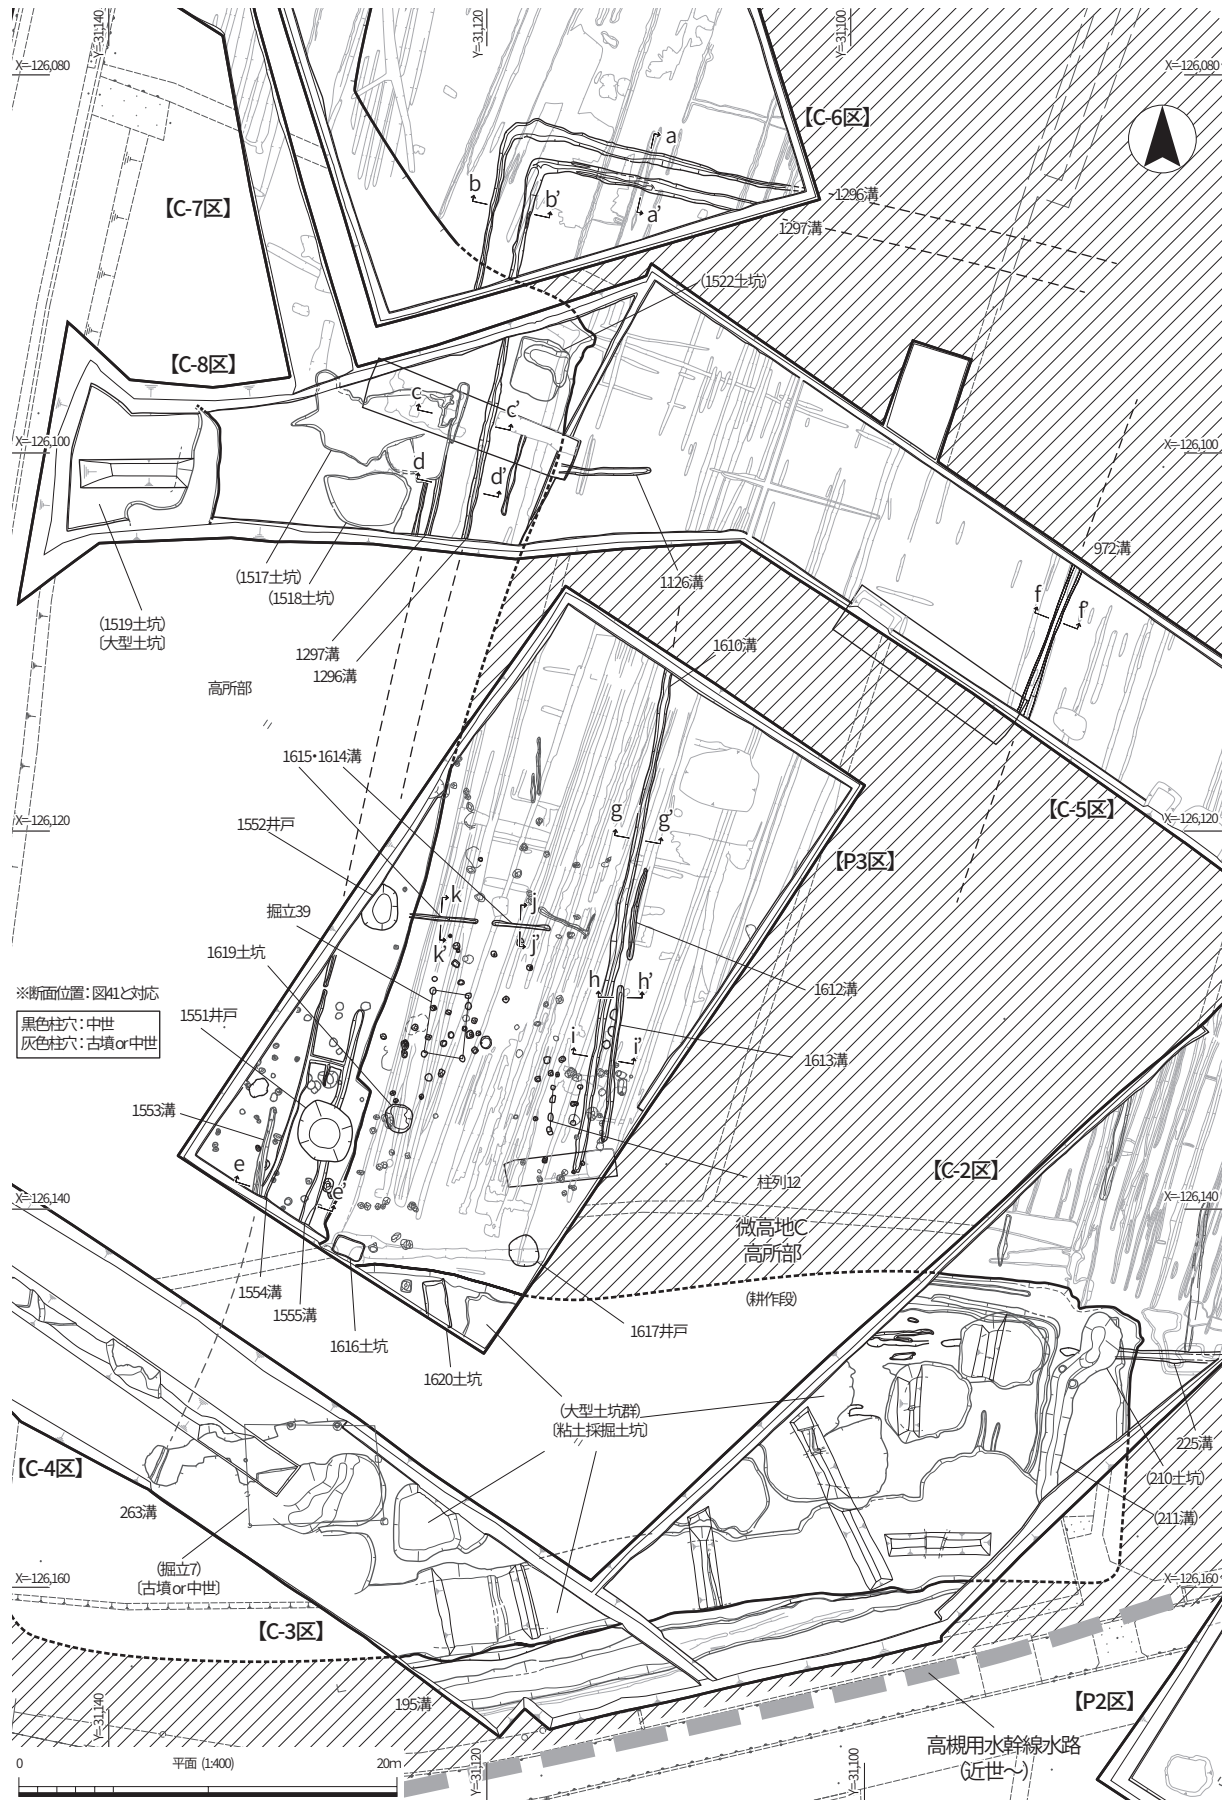 Y=-31,140
Y=-31,120
Y=-31,100
X=-126,080
X=-126,080
【C-6区】
a
b
b'
a'
【C-7区】
1296溝
1297溝
(1522土坑)
【C-8区】
c
c'
X=-126,100
X=-126,100
d
d'
972溝
(1517土坑)
(1518土坑)
1126溝
f
f'
(1519土坑)
〔大型土坑〕
1297溝
1296溝
1610溝
高所部
1615・1614溝
1552井戸
X=-126,120
g
g'
【C-5区】
X=-126,120
【P3区】
掘立39
k
j
k'
j'
1619土坑
※断面位置：図41と対応
黒色柱穴：中世
灰色柱穴：古墳or中世
1551井戸
h
h'
1612溝
i
i'
1613溝
1553溝
e
e'
柱列12
【C-2区】
X=-126,140
X=-126,140
微高地C
高所部
1554溝
1555溝
(耕作段)
1616土坑
1617井戸
1620土坑
(大型土坑群)
〔粘土採掘土坑〕
225溝
【C-4区】
(210土坑)
263溝
(211溝)
(掘立7)
〔古墳or中世〕
X=-126,160
X=-126,160
【C-3区】
195溝
【P2区】
高槻用水幹線水路
(近世～)
Y=-31,140
Y=-31,120
Y=-31,100
0
平面 (1:400)
20m